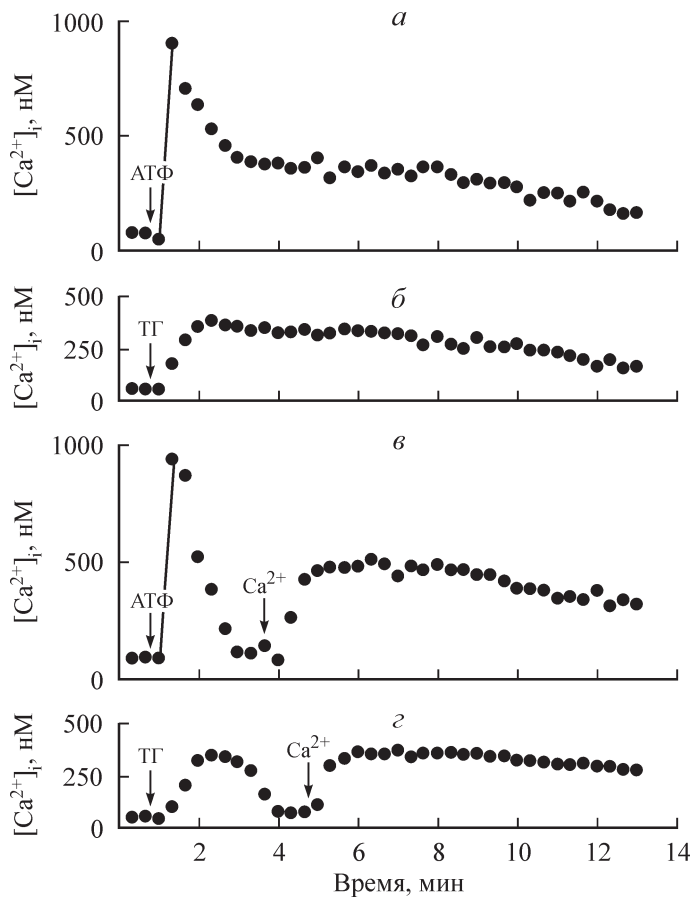 а
1000
500
0
[Ca²⁺]ᵢ, нМ
АТФ
б
500
250
0
[Ca²⁺]ᵢ, нМ
ТГ
в
1000
500
0
[Ca²⁺]ᵢ, нМ
АТФ
Ca²⁺
г
500
250
0
[Ca²⁺]ᵢ, нМ
ТГ
Ca²⁺
2 4 6 8 10 12 14
Время, мин